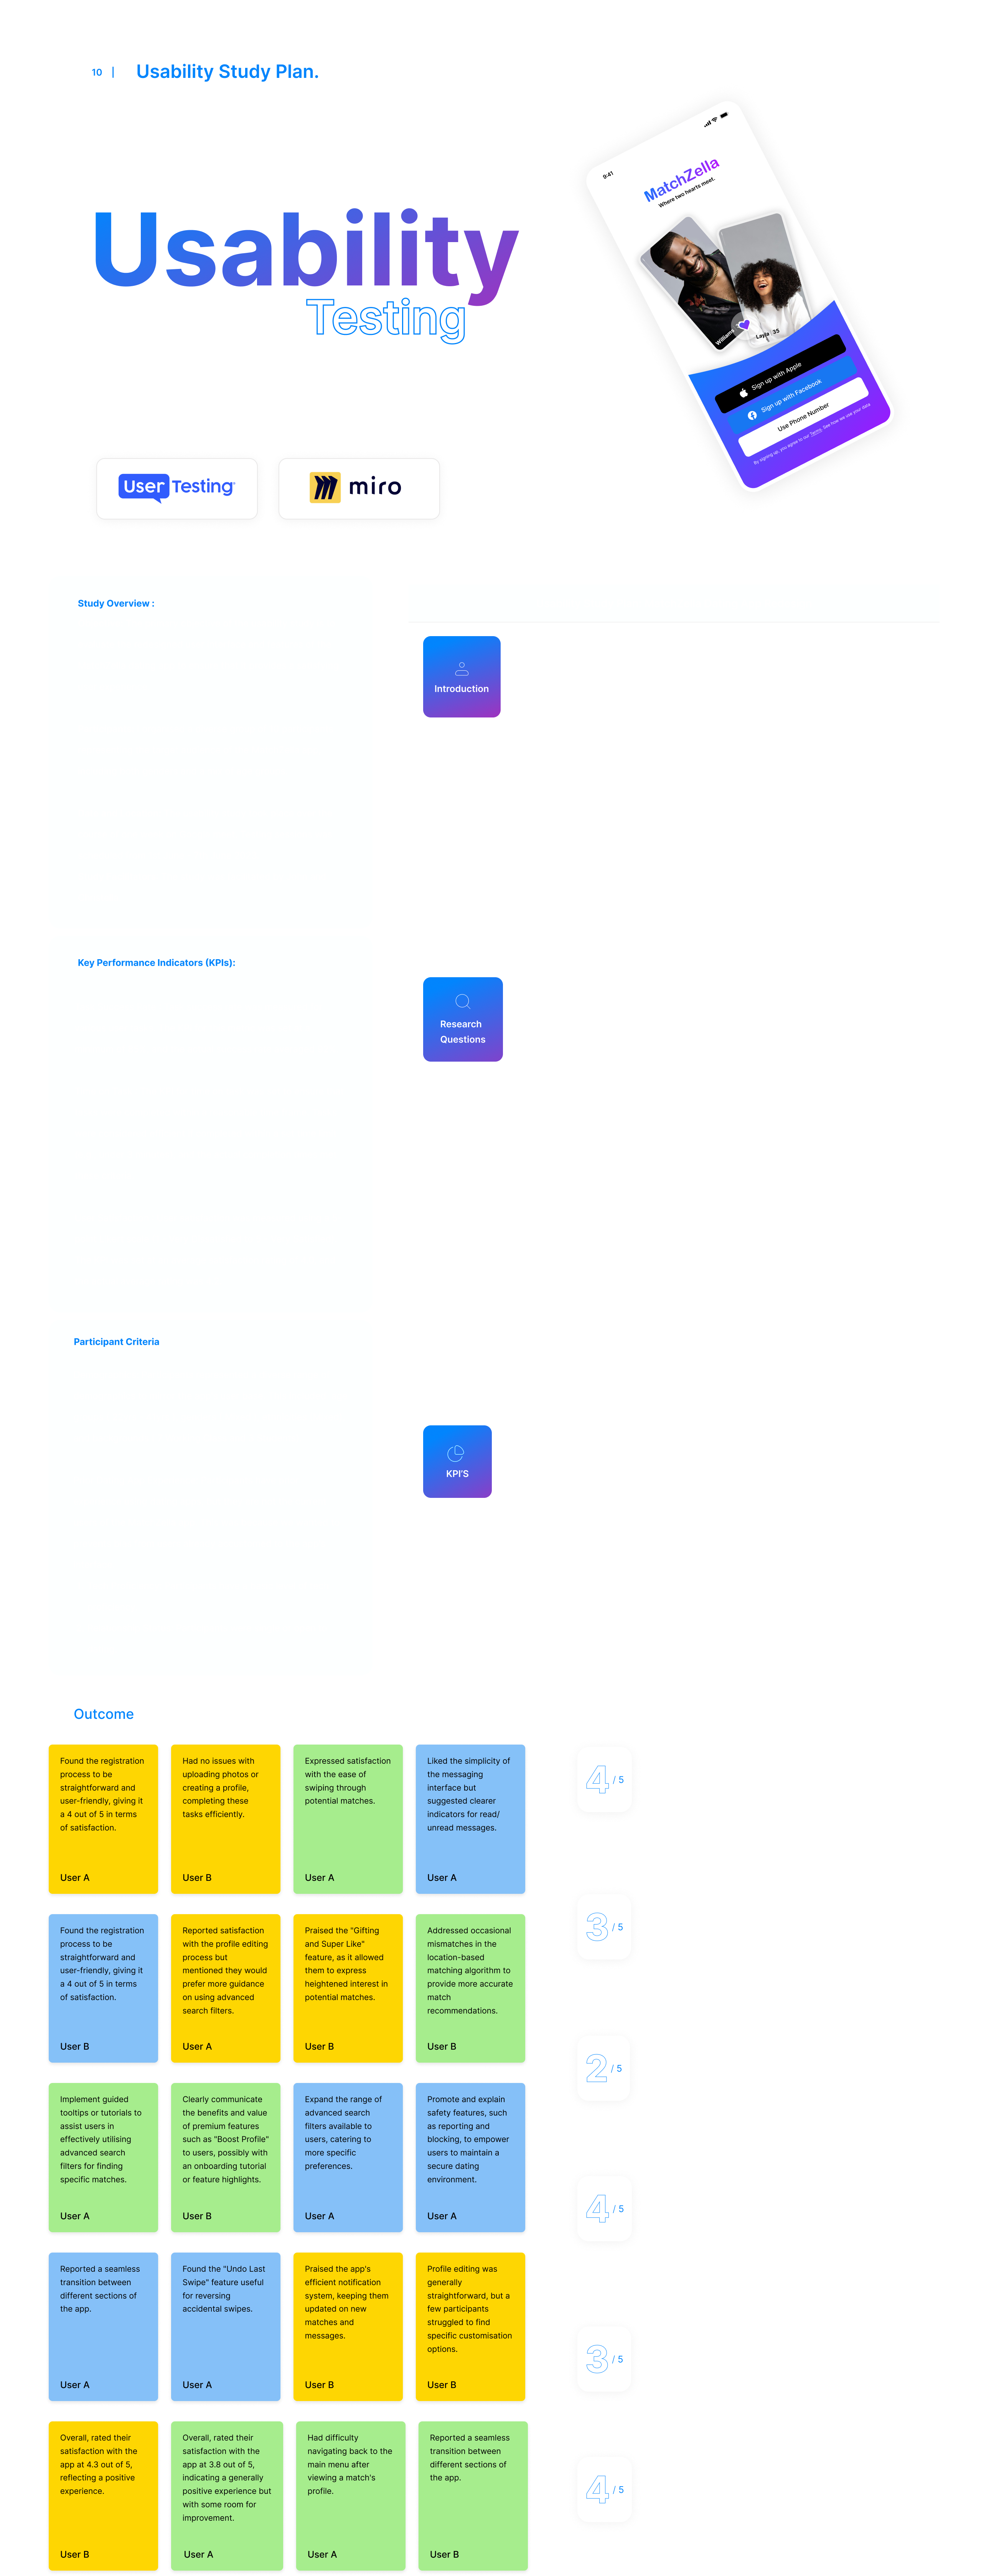 10 | Usability Study Plan.
9:41
MatchZella
Where two hearts meet.
Usability
Testing
Williams
Layla 35
Sign up with Apple
Sign up with Facebook
Use Phone Number
By signing up, you agree to our Terms. See how we use your data
UserTesting
miro
Study Overview :
Introduction
Key Performance Indicators (KPIs):
Research
Questions
Participant Criteria
KPI'S
Outcome
Found the registration
process to be
straightforward and
user-friendly, giving it
a 4 out of 5 in terms
of satisfaction.
User A
Had no issues with
uploading photos or
creating a profile,
completing these
tasks efficiently.
User B
Expressed satisfaction
with the ease of
swiping through
potential matches.
User A
Liked the simplicity of
the messaging
interface but
suggested clearer
indicators for read/
unread messages.
User A
4 / 5
Found the registration
process to be
straightforward and
user-friendly, giving it
a 4 out of 5 in terms
of satisfaction.
User B
Reported satisfaction
with the profile editing
process but
mentioned they would
prefer more guidance
on using advanced
search filters.
User A
Praised the "Gifting
and Super Like"
feature, as it allowed
them to express
heightened interest in
potential matches.
User B
Addressed occasional
mismatches in the
location-based
matching algorithm to
provide more accurate
match
recommendations.
User B
3 / 5
Implement guided
tooltips or tutorials to
assist users in
effectively utilising
advanced search
filters for finding
specific matches.
User A
Clearly communicate
the benefits and value
of premium features
such as "Boost Profile"
to users, possibly with
an onboarding tutorial
or feature highlights.
User B
Expand the range of
advanced search
filters available to
users, catering to
more specific
preferences.
User A
Promote and explain
safety features, such
as reporting and
blocking, to empower
users to maintain a
secure dating
environment.
User A
2 / 5
4 / 5
Reported a seamless
transition between
different sections of
the app.
User A
Found the "Undo Last
Swipe" feature useful
for reversing
accidental swipes.
User A
Praised the app's
efficient notification
system, keeping them
updated on new
matches and
messages.
User B
Profile editing was
generally
straightforward, but a
few participants
struggled to find
specific customisation
options.
User B
3 / 5
Overall, rated their
satisfaction with the
app at 4.3 out of 5,
reflecting a positive
experience.
User B
Overall, rated their
satisfaction with the
app at 3.8 out of 5,
indicating a generally
positive experience but
with some room for
improvement.
User A
Had difficulty
navigating back to the
main menu after
viewing a match's
profile.
User A
Reported a seamless
transition between
different sections of
the app.
User B
4 / 5